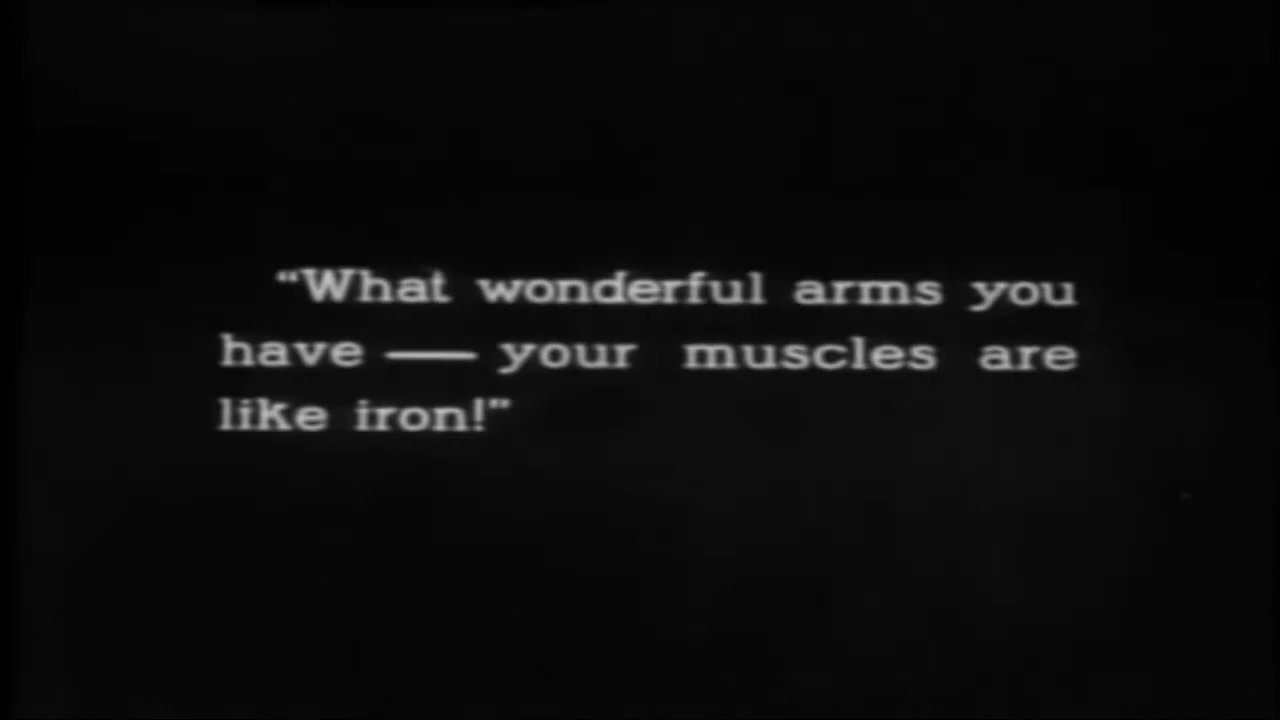 “What wonderful arms you
have — your muscles are
like iron!”